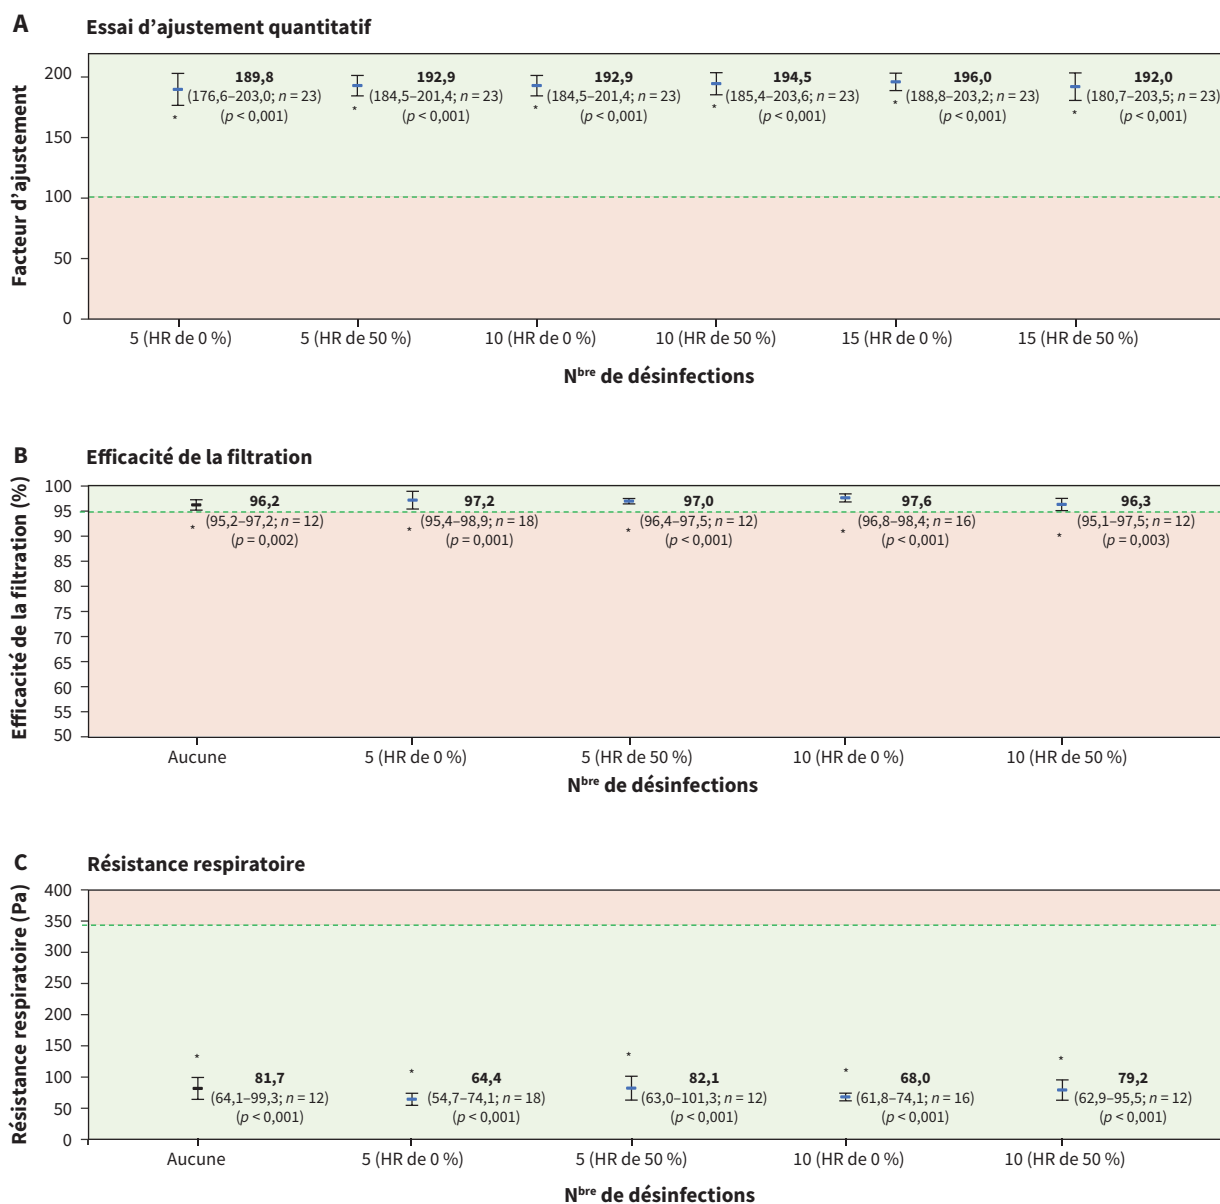 A Essai d’ajustement quantitatif
Facteur d’ajustement
200
150
100
50
0
189,8
(176,6–203,0; n = 23)
(p < 0,001)
*
192,9
(184,5–201,4; n = 23)
(p < 0,001)
*
192,9
(184,5–201,4; n = 23)
(p < 0,001)
*
194,5
(185,4–203,6; n = 23)
(p < 0,001)
*
196,0
(188,8–203,2; n = 23)
(p < 0,001)
*
192,0
(180,7–203,5; n = 23)
(p < 0,001)
*
5 (HR de 0 %) 5 (HR de 50 %) 10 (HR de 0 %) 10 (HR de 50 %) 15 (HR de 0 %) 15 (HR de 50 %)
Nbre de désinfections
B Efficacité de la filtration
Efficacité de la filtration (%)
100
95
90
85
80
75
70
65
60
55
50
96,2
(95,2–97,2; n = 12)
(p = 0,002)
*
97,2
(95,4–98,9; n = 18)
(p = 0,001)
*
97,0
(96,4–97,5; n = 12)
(p < 0,001)
*
97,6
(96,8–98,4; n = 16)
(p < 0,001)
*
96,3
(95,1–97,5; n = 12)
(p = 0,003)
*
Aucune 5 (HR de 0 %) 5 (HR de 50 %) 10 (HR de 0 %) 10 (HR de 50 %)
Nbre de désinfections
C Résistance respiratoire
Résistance respiratoire (Pa)
400
350
300
250
200
150
100
50
0
*
81,7
(64,1–99,3; n = 12)
(p < 0,001)
*
64,4
(54,7–74,1; n = 18)
(p < 0,001)
*
82,1
(63,0–101,3; n = 12)
(p < 0,001)
*
68,0
(61,8–74,1; n = 16)
(p < 0,001)
*
79,2
(62,9–95,5; n = 12)
(p < 0,001)
Aucune 5 (HR de 0 %) 5 (HR de 50 %) 10 (HR de 0 %) 10 (HR de 50 %)
Nbre de désinfections